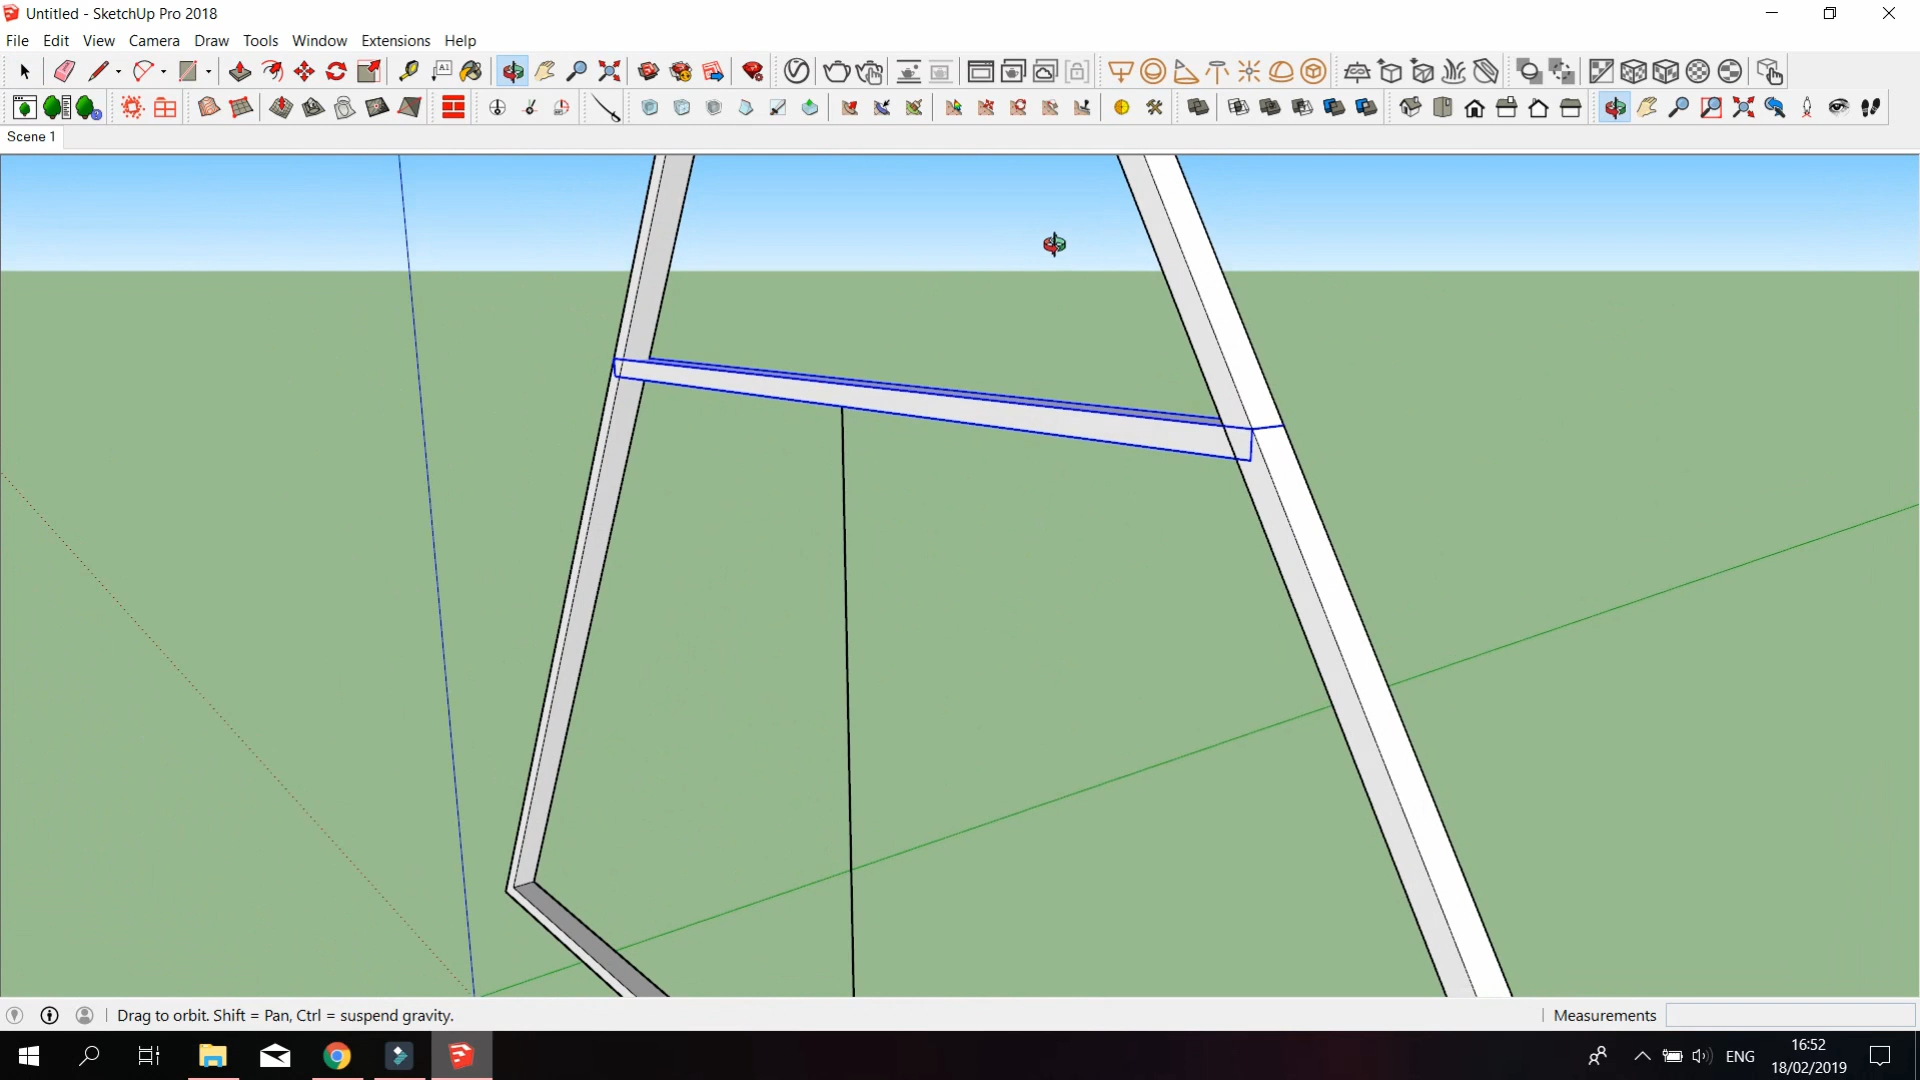 Untitled - SketchUp Pro 2018
File Edit View Camera Draw Tools Window Extensions Help
A1
Scene 1
Drag to orbit. Shift = Pan, Ctrl = suspend gravity.
Measurements
ENG
16:52
18/02/2019